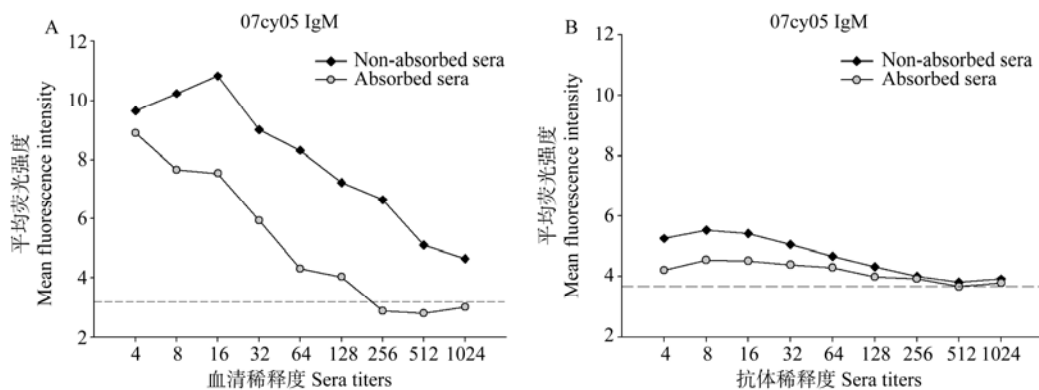 A
07cy05 IgM
Non-absorbed sera
Absorbed sera
平均荧光强度
Mean fluorescence intensity
12
10
8
6
4
2
4 8 16 32 64 128 256 512 1024
血清稀释度 Sera titers
B
07cy05 IgM
Non-absorbed sera
Absorbed sera
平均荧光强度
Mean fluorescence intensity
12
10
8
6
4
2
4 8 16 32 64 128 256 512 1024
抗体稀释度 Sera titers